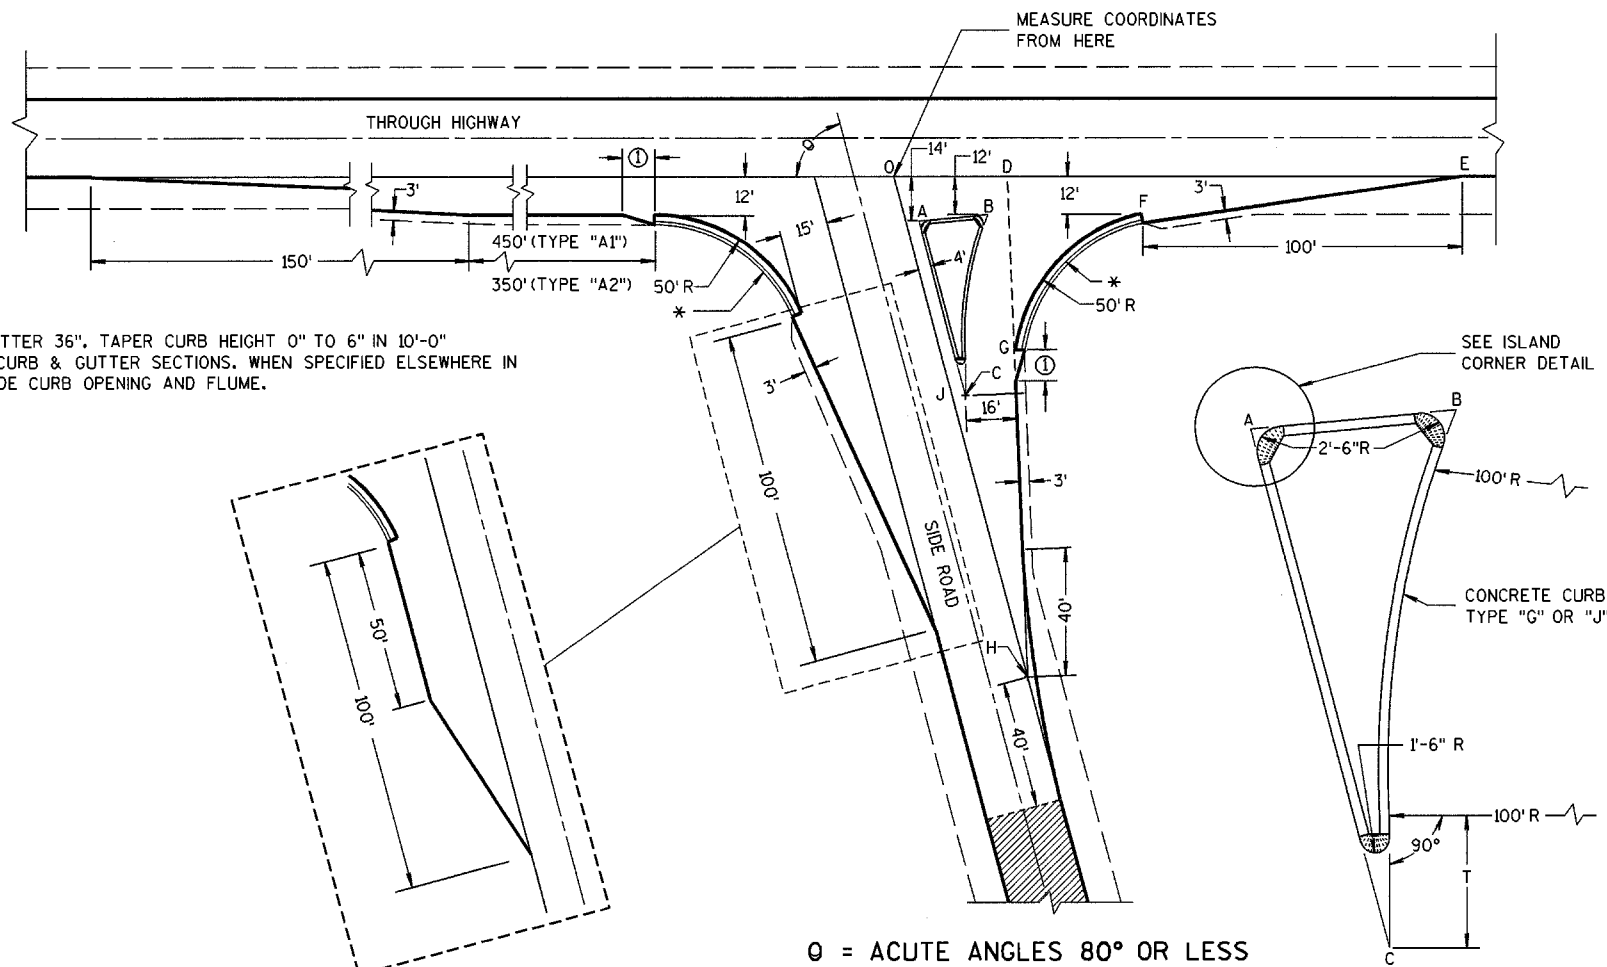 MEASURE COORDINATES
FROM HERE
THROUGH HIGHWAY
①
Q
O
14'
12'
D
E
3'
12'
A
B
12'
F
3'
15'
4'
100'
450' (TYPE "A1")
150'
350' (TYPE "A2")
50' R
*
*
50' R
TTER 36". TAPER CURB HEIGHT 0" TO 6" IN 10'-0"
CURB & GUTTER SECTIONS. WHEN SPECIFIED ELSEWHERE IN
DE CURB OPENING AND FLUME.
G
①
C
J
16'
3'
SEE ISLAND
CORNER DETAIL
3'
100'
A
B
2'-6" R
100' R
SIDE ROAD
40'
H
40'
CONCRETE CURB
TYPE "G" OR "J"
50'
100'
1'-6" R
100' R
90°
T
C
Q = ACUTE ANGLES 80° OR LESS